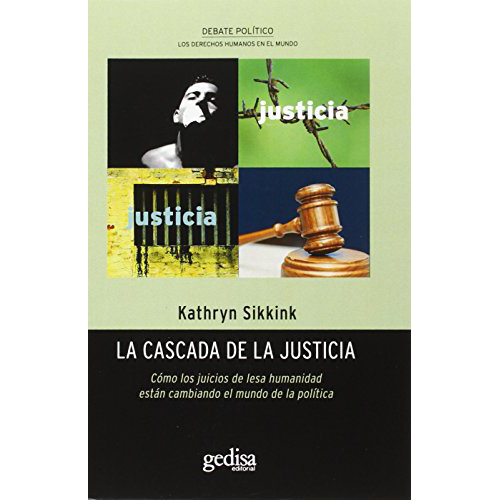 DEBATE POLÍTICO
LOS DERECHOS HUMANOS EN EL MUNDO
justicia
justicia
Kathryn Sikkink
LA CASCADA DE LA JUSTICIA
Cómo los juicios de lesa humanidad
están cambiando el mundo de la política
gedisa
editorial